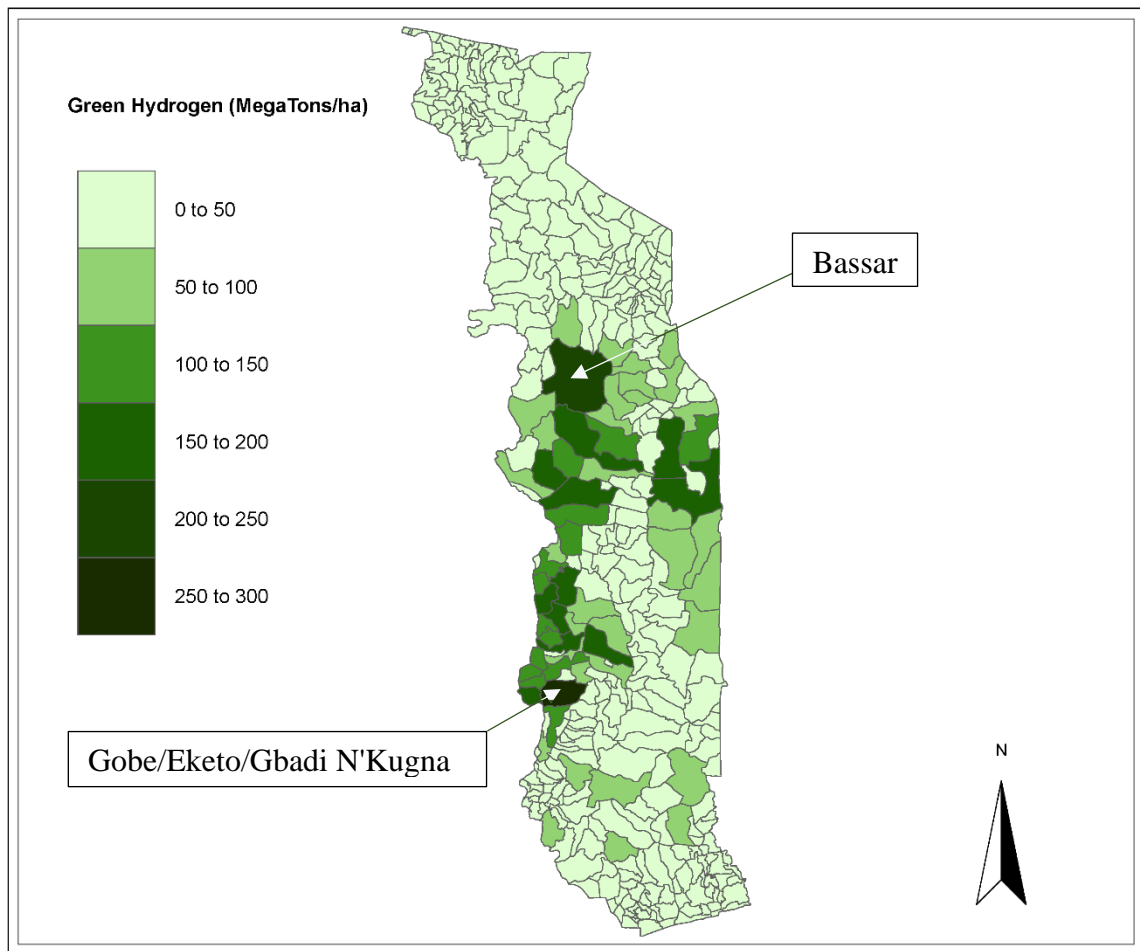 Green Hydrogen (MegaTons/ha)
0 to 50
50 to 100
100 to 150
150 to 200
200 to 250
250 to 300
Bassar
Gobe/Eketo/Gbadi N'Kugna
N